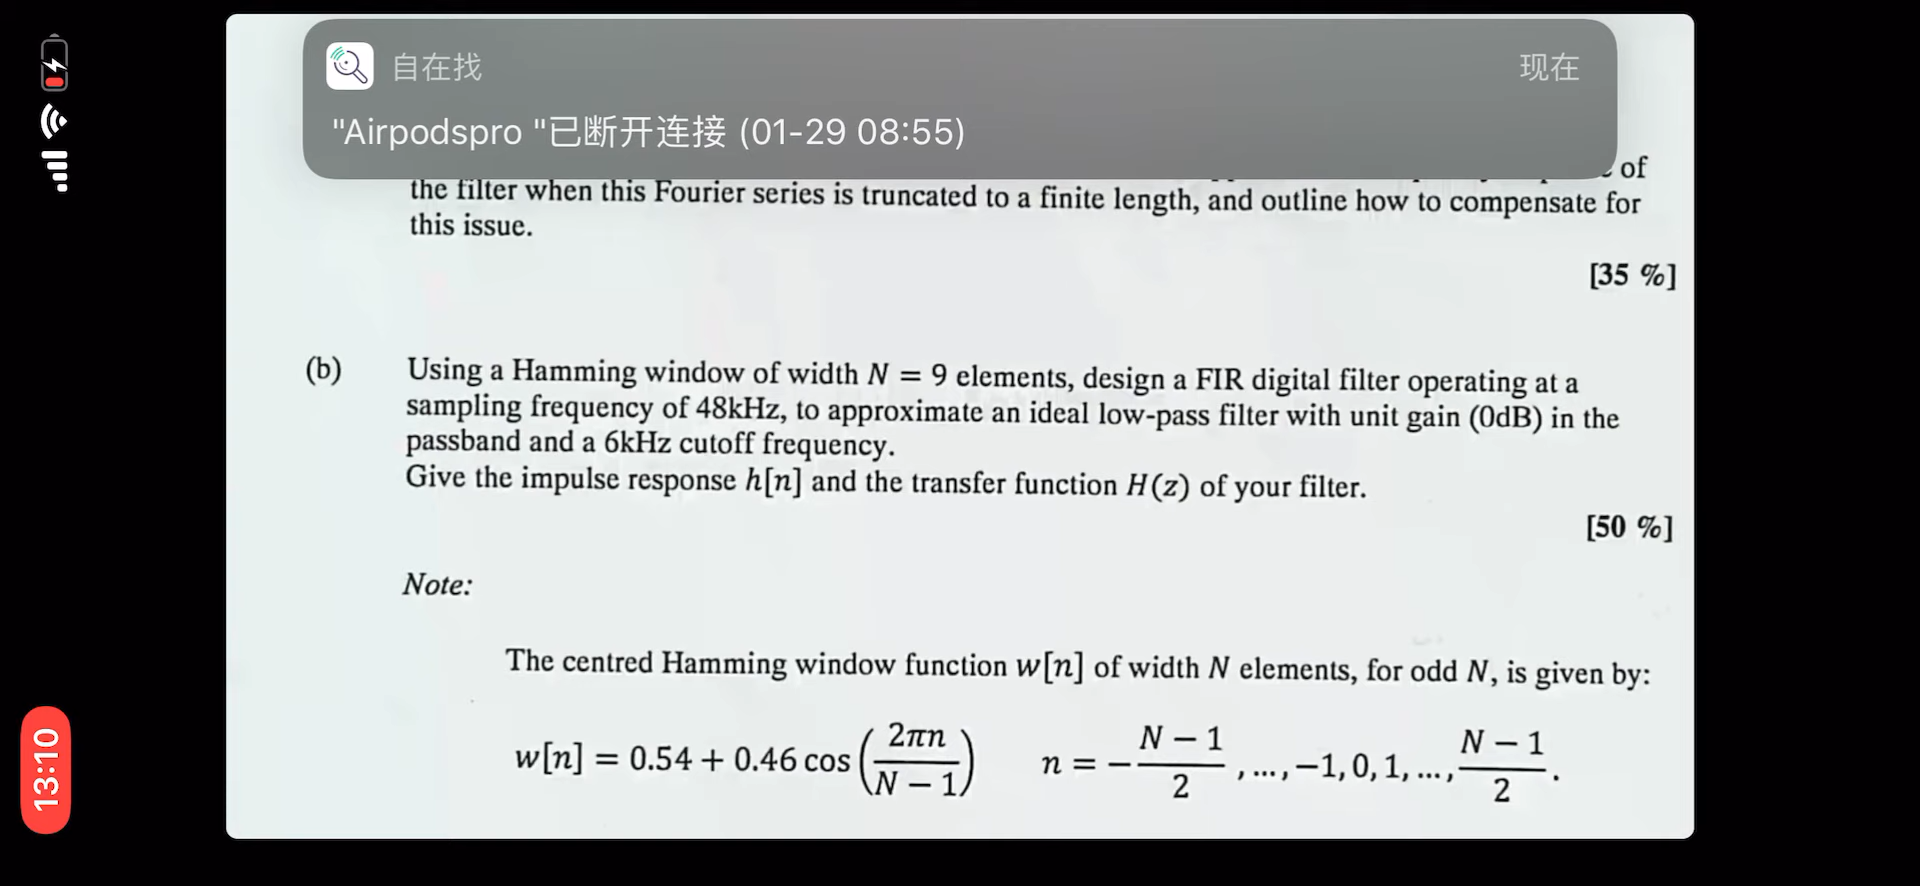 自在找
现在
"Airpodspro "已断开连接 (01-29 08:55)
of
the filter when this Fourier series is truncated to a finite length, and outline how to compensate for
this issue.
[35 %]
(b) Using a Hamming window of width N = 9 elements, design a FIR digital filter operating at a
sampling frequency of 48kHz, to approximate an ideal low-pass filter with unit gain (0dB) in the
passband and a 6kHz cutoff frequency.
Give the impulse response h[n] and the transfer function H(z) of your filter.
[50 %]
Note:
The centred Hamming window function w[n] of width N elements, for odd N, is given by:
w[n] = 0.54 + 0.46 cos (2πn / N − 1) n = − N − 1 / 2 , ..., −1, 0, 1, ..., N − 1 / 2 .
13:10